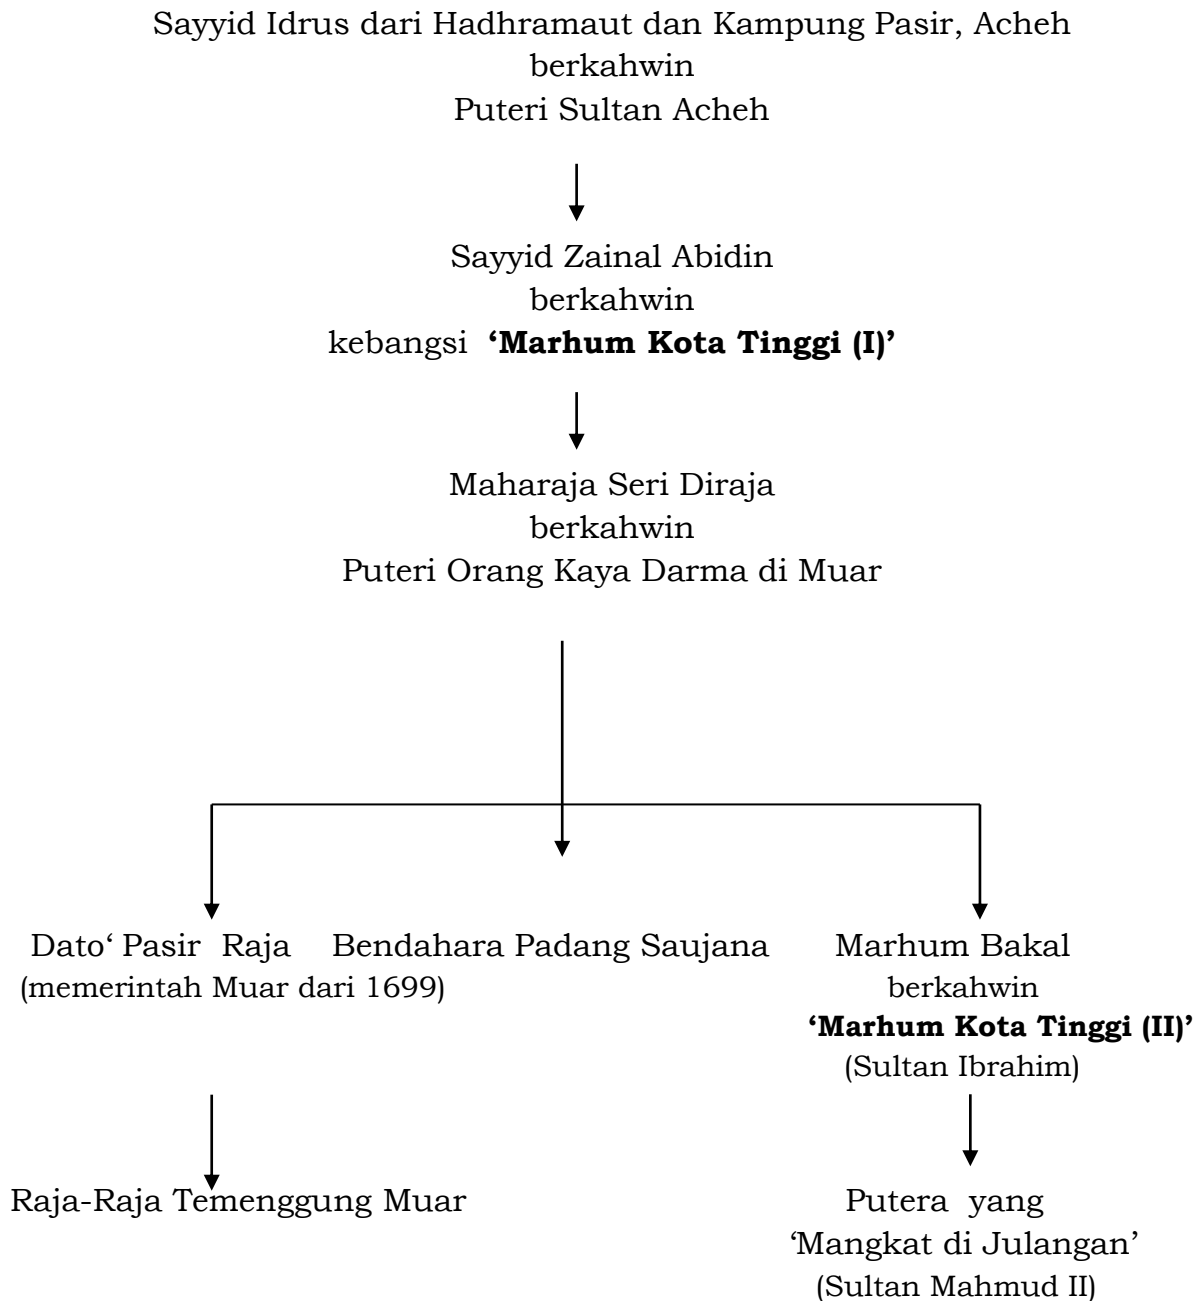 Sayyid Idrus dari Hadhramaut dan Kampung Pasir, Acheh
berkahwin
Puteri Sultan Acheh
Sayyid Zainal Abidin
berkahwin
kebangsi ‘Marhum Kota Tinggi (I)’
Maharaja Seri Diraja
berkahwin
Puteri Orang Kaya Darma di Muar
Dato‘ Pasir Raja
(memerintah Muar dari 1699)
Bendahara Padang Saujana
Marhum Bakal
berkahwin
‘Marhum Kota Tinggi (II)’
(Sultan Ibrahim)
Raja-Raja Temenggung Muar
Putera yang
‘Mangkat di Julangan’
(Sultan Mahmud II)